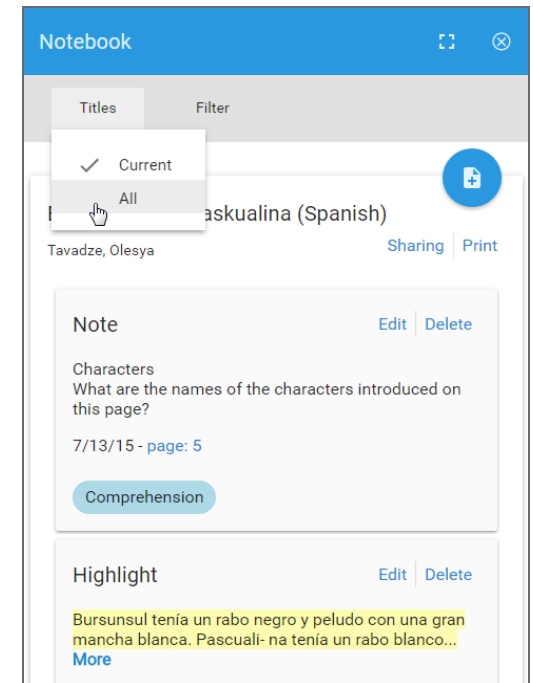 Notebook
Titles Filter
Current
All
askualina (Spanish)
Tavadze, Olesya Sharing Print
Note Edit Delete
Characters
What are the names of the characters introduced on
this page?
7/13/15 - page: 5
Comprehension
Highlight Edit Delete
Bursunsul tenía un rabo negro y peludo con una gran
mancha blanca. Pascuali- na tenía un rabo blanco...
More